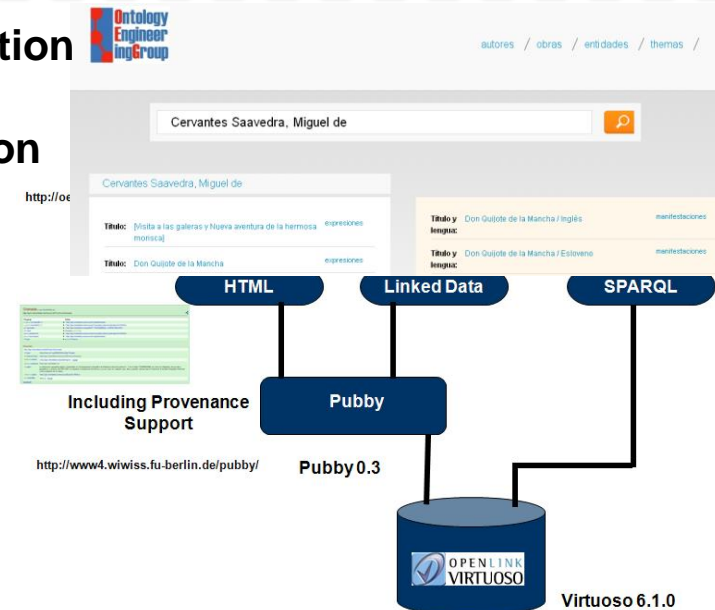 tion
on
http://oe
Ontology
Engineer
ingGroup
autores / obras / entidades / themas /
Cervantes Saavedra, Miguel de
Cervantes Saavedra, Miguel de
Título: [Visita a las galeras y Nueva aventura de la hermosa morisca] expresiones
Título: Don Quijote de la Mancha expresiones
Título y lengua: Don Quijote de la Mancha / Inglés manifestaciones
Título y lengua: Don Quijote de la Mancha / Esloveno manifestaciones
HTML
Linked Data
SPARQL
Including Provenance
Support
Pubby
http://www4.wiwiss.fu-berlin.de/pubby/
Pubby 0.3
OPENLINK
VIRTUOSO
Virtuoso 6.1.0